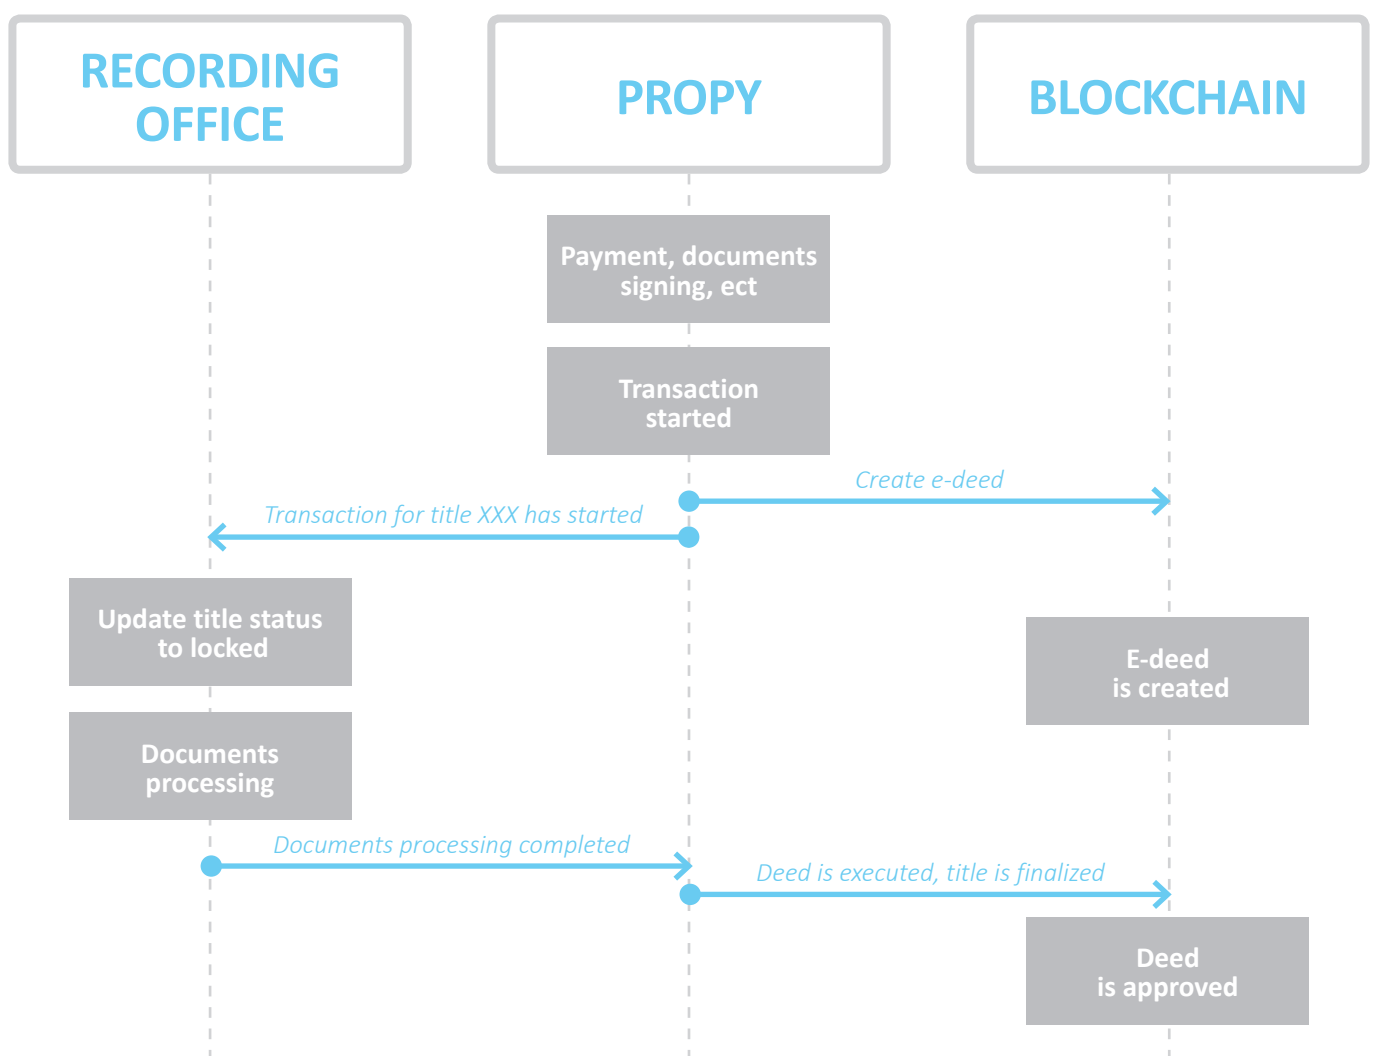 RECORDING
OFFICE
PROPY
BLOCKCHAIN
Payment, documents
signing, ect
Transaction
started
Create e-deed
Transaction for title XXX has started
Update title status
to locked
E-deed
is created
Documents
processing
Documents processing completed
Deed is executed, title is finalized
Deed
is approved